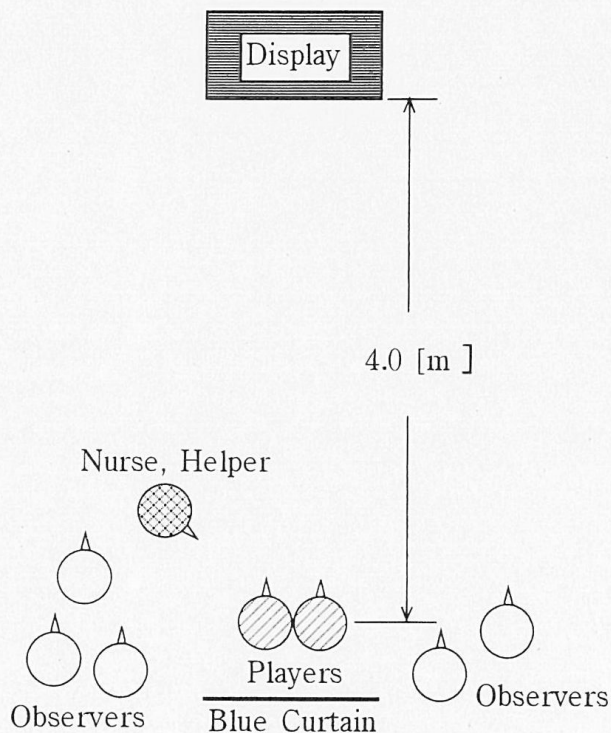 Display
4.0 [m ]
Nurse, Helper
Players
Observers
Observers
Blue Curtain